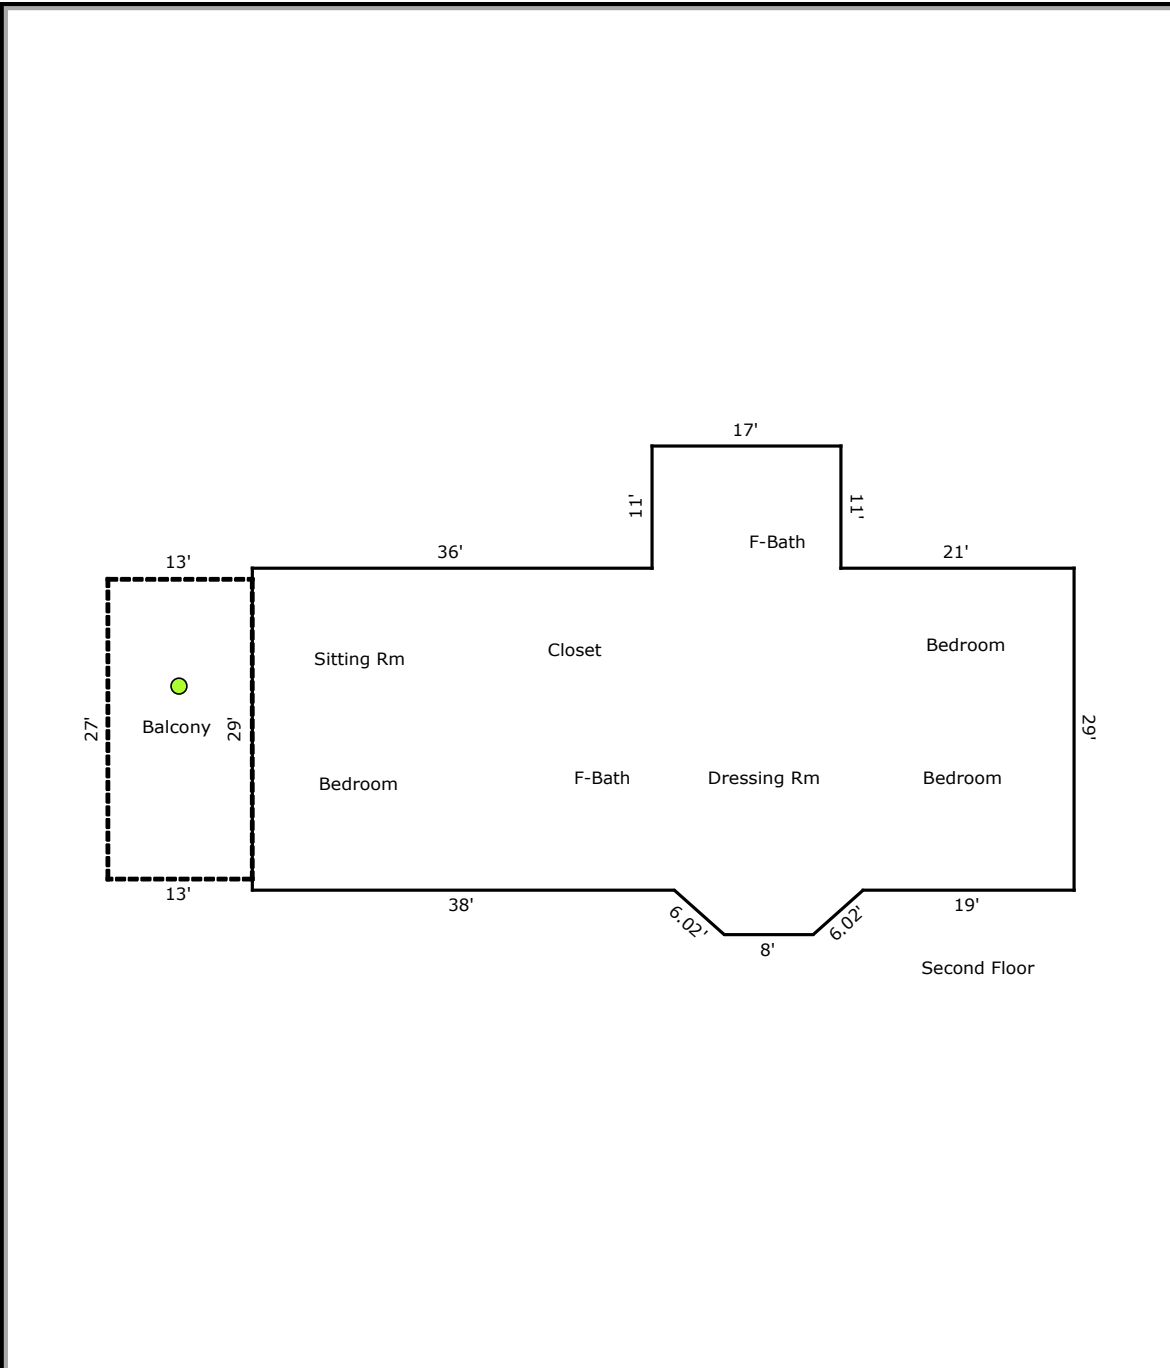 17'
11'
11'
F-Bath
13'
36'
21'
Sitting Rm
Closet
Bedroom
27'
Balcony
29'
29'
Bedroom
F-Bath
Dressing Rm
Bedroom
13'
38'
6.02'
8'
6.02'
19'
Second Floor